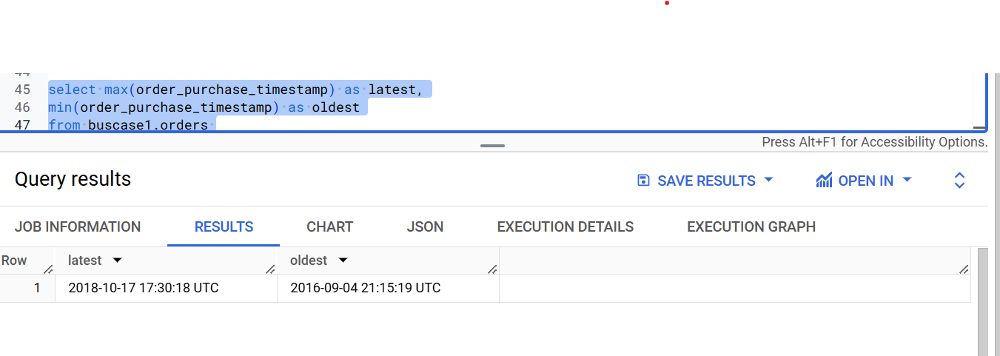 44
45 select max(order_purchase_timestamp) as latest,
46 min(order_purchase_timestamp) as oldest
47 from buscase1.orders
Press Alt+F1 for Accessibility Options.
Query results
SAVE RESULTS
OPEN IN
JOB INFORMATION
RESULTS
CHART
JSON
EXECUTION DETAILS
EXECUTION GRAPH
Row latest oldest
1 2018-10-17 17:30:18 UTC 2016-09-04 21:15:19 UTC